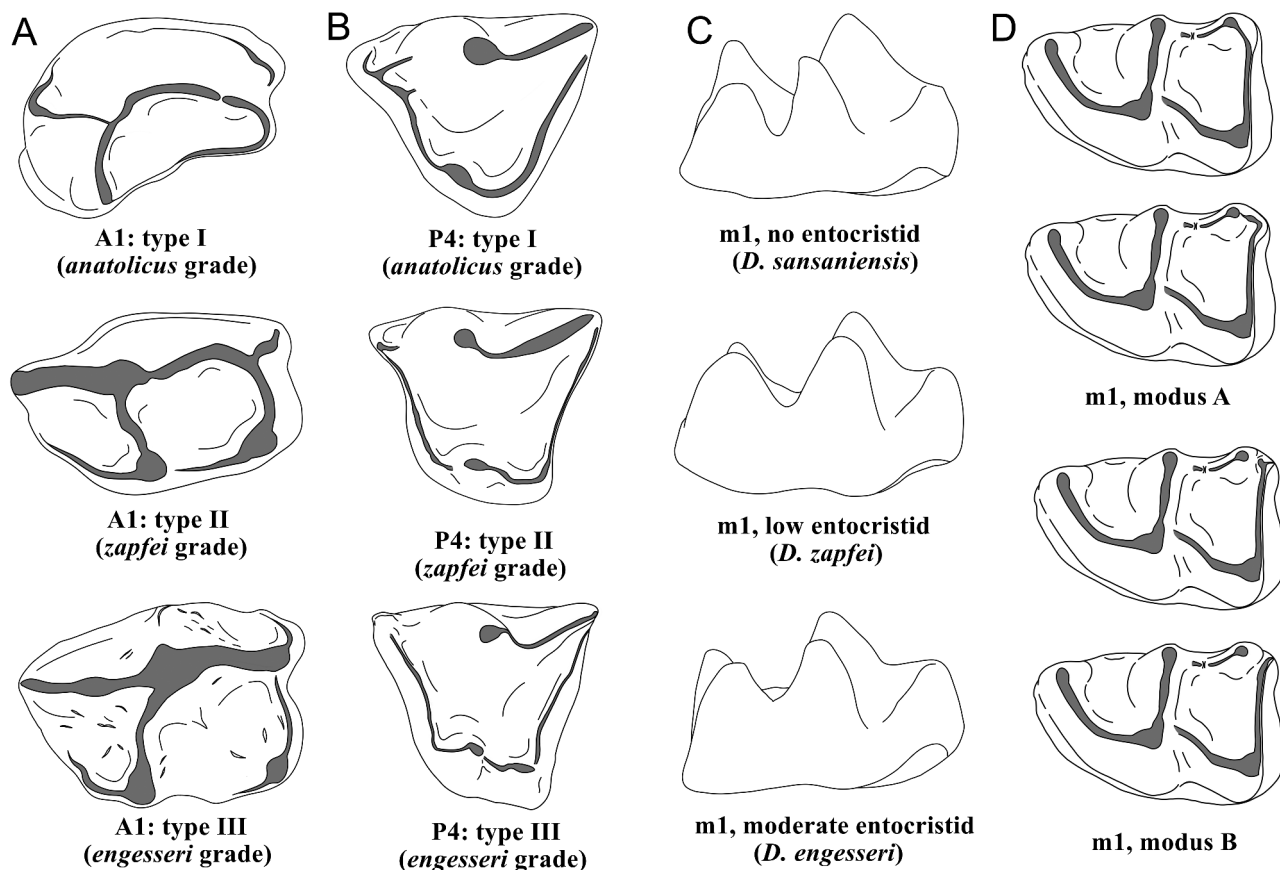 A
A1: type I
(anatolicus grade)
A1: type II
(zapfei grade)
A1: type III
(engesseri grade)
B
P4: type I
(anatolicus grade)
P4: type II
(zapfei grade)
P4: type III
(engesseri grade)
C
m1, no entocristid
(D. sansaniensis)
m1, low entocristid
(D. zapfei)
m1, moderate entocristid
(D. engesseri)
D
m1, modus A
m1, modus B